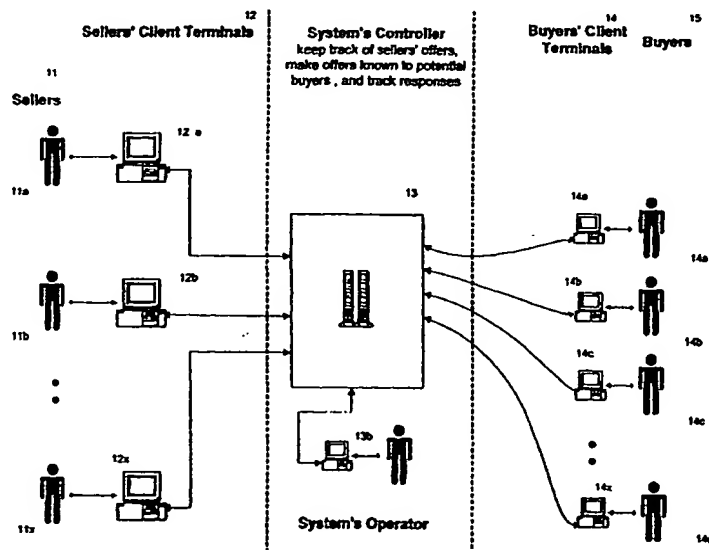 12
Sellers' Client Terminals
System's Controller
keep track of sellers' offers,
make offers known to potential
buyers , and track responses
14
Buyers' Client
Terminals
15
Buyers
11
Sellers
12 a
11a
12b
11b
12x
11x
13
13b
System's Operator
14a
14a
14b
14b
14c
14c
14x